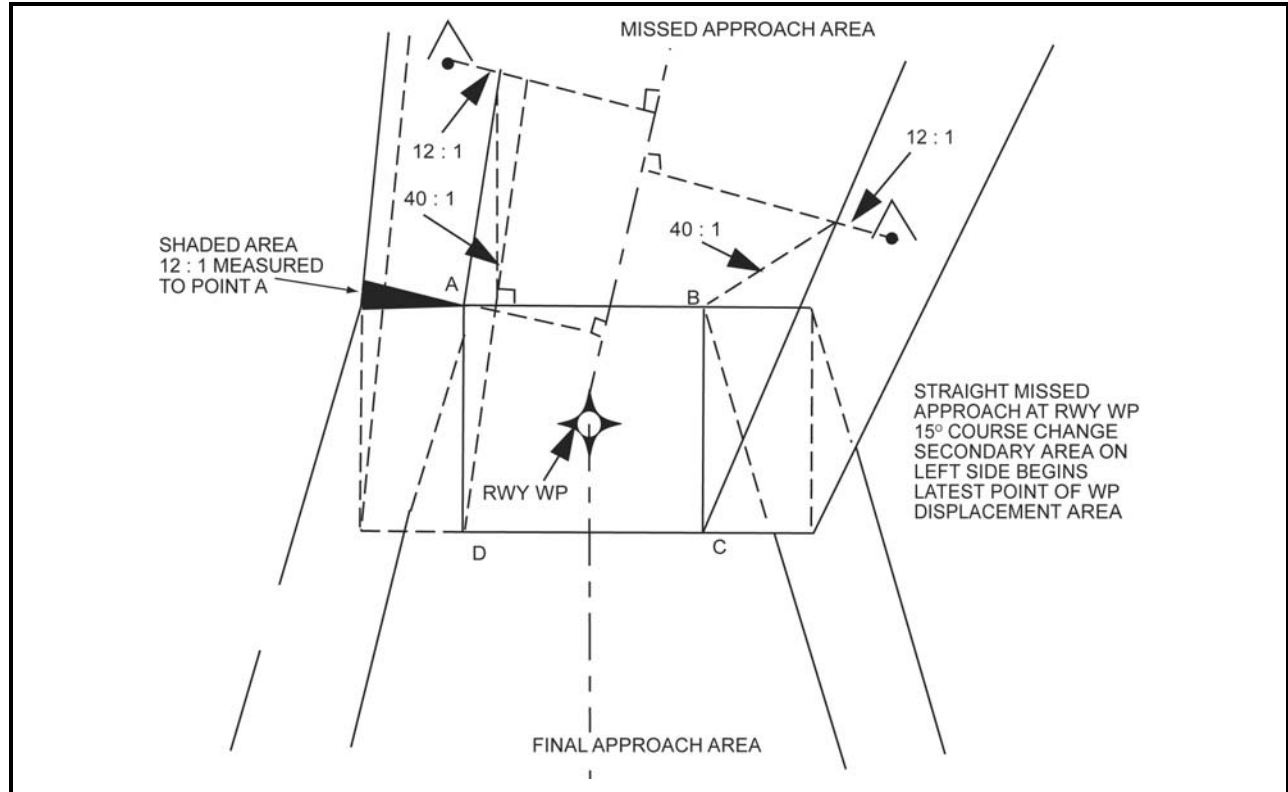 MISSED APPROACH AREA
12 : 1
12 : 1
40 : 1
40 : 1
SHADED AREA
12 : 1 MEASURED
TO POINT A
A
B
STRAIGHT MISSED
APPROACH AT RWY WP
15º COURSE CHANGE
SECONDARY AREA ON
LEFT SIDE BEGINS
LATEST POINT OF WP
DISPLACEMENT AREA
RWY WP
D
C
FINAL APPROACH AREA